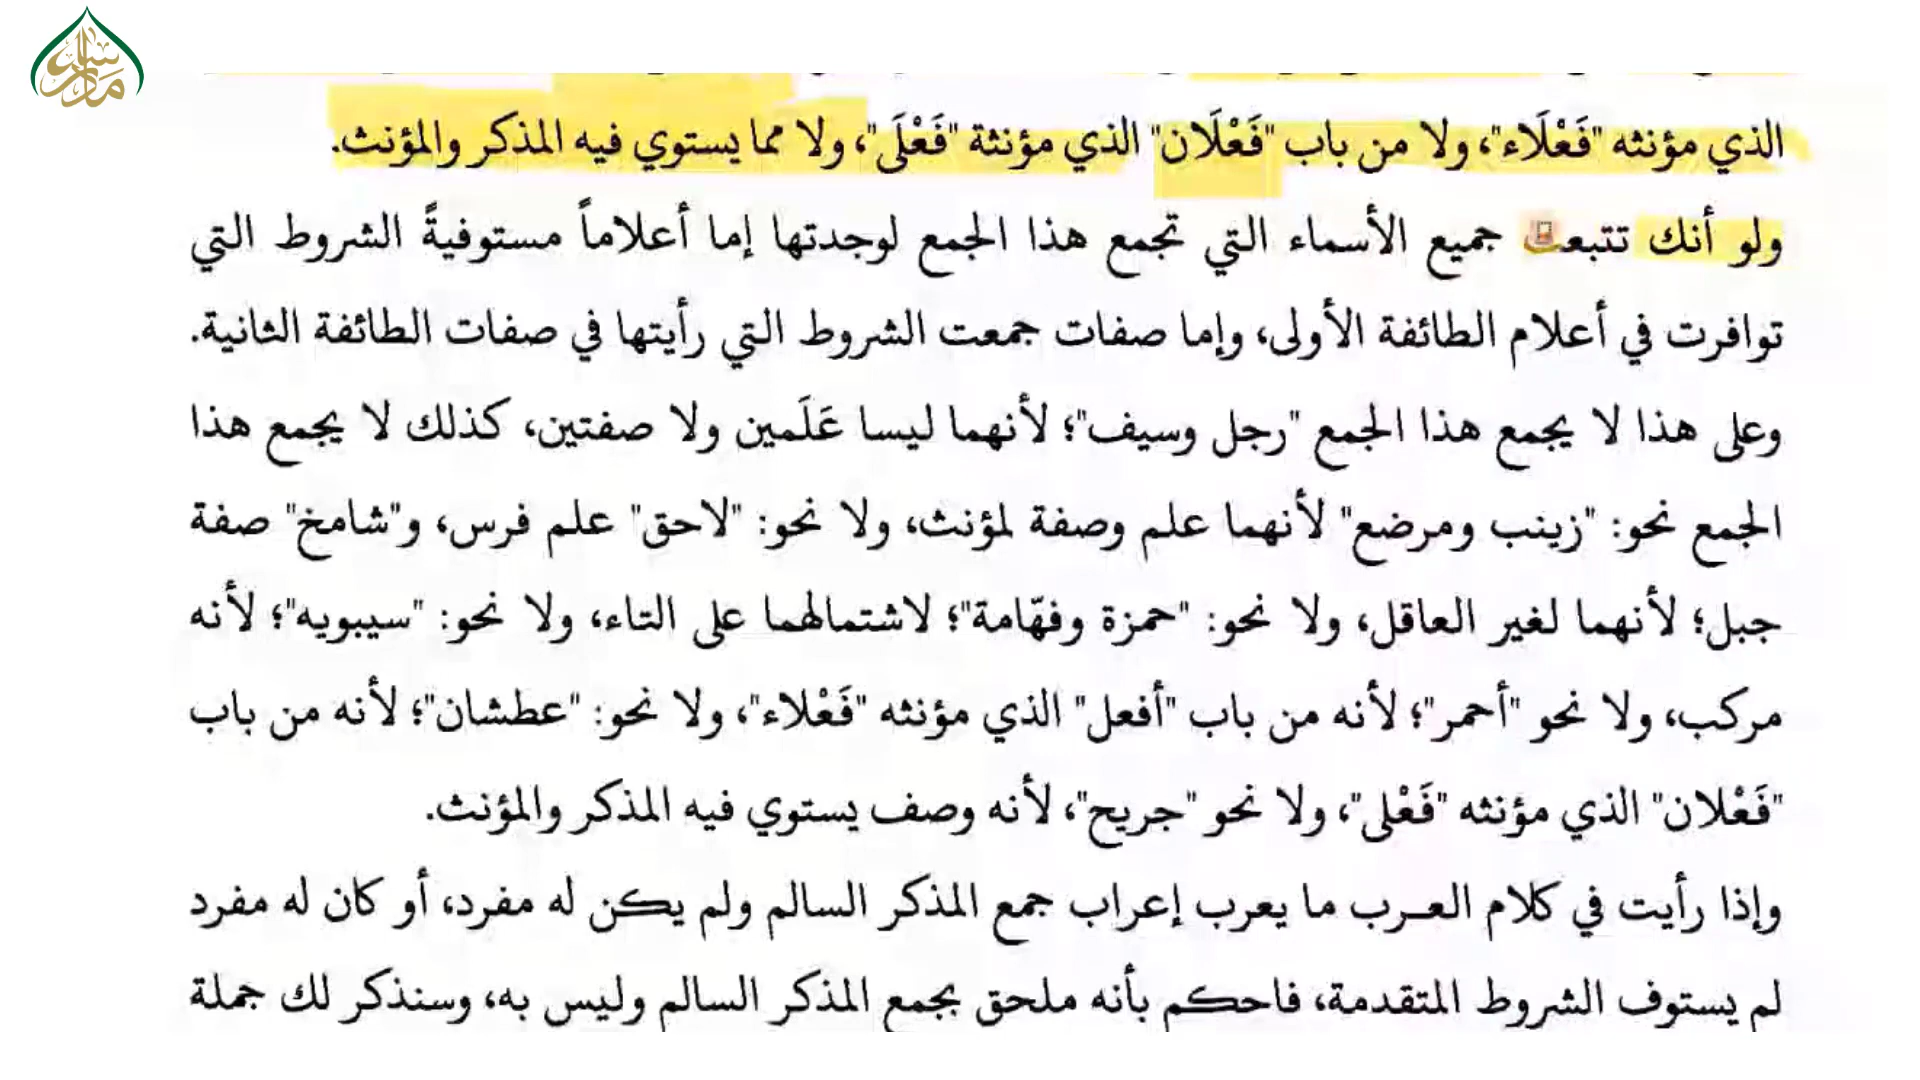 مدارس
الذي مؤنثه "فَعْلَاء"، ولا من باب "فَعْلَان" الذي مؤنثة "فَعْلَى"، ولا مما يستوي فيه المذكر والمؤنث.
ولو أنك تتبعت جميع الأسماء التي تجمع هذا الجمع لوجدتها إما أعلاماً مستوفيةً الشروط التي
توافرت في أعلام الطائفة الأولى، وإما صفات جمعت الشروط التي رأيتها في صفات الطائفة الثانية.
وعلى هذا لا يجمع هذا الجمع "رجل وسيف"؛ لأنهما ليسا عَلَمين ولا صفتين، كذلك لا يجمع هذا
الجمع نحو: "زينب ومرضع" لأنهما علم وصفة لمؤنث، ولا نحو: "لاحق" علم فرس، و"شامخ" صفة
جبل؛ لأنهما لغير العاقل، ولا نحو: "حمزة وفهّامة"؛ لاشتمالهما على التاء، ولا نحو: "سيبويه"؛ لأنه
مركب، ولا نحو "أحمر"؛ لأنه من باب "أفعل" الذي مؤنثه "فَعْلاء"، ولا نحو: "عطشان"؛ لأنه من باب
"فَعْلان" الذي مؤنثه "فَعْلى"، ولا نحو "جريح"، لأنه وصف يستوي فيه المذكر والمؤنث.
وإذا رأيت في كلام العرب ما يعرب إعراب جمع المذكر السالم ولم يكن له مفرد، أو كان له مفرد
لم يستوف الشروط المتقدمة، فاحكم بأنه ملحق بجمع المذكر السالم وليس به، وسنذكر لك جملة